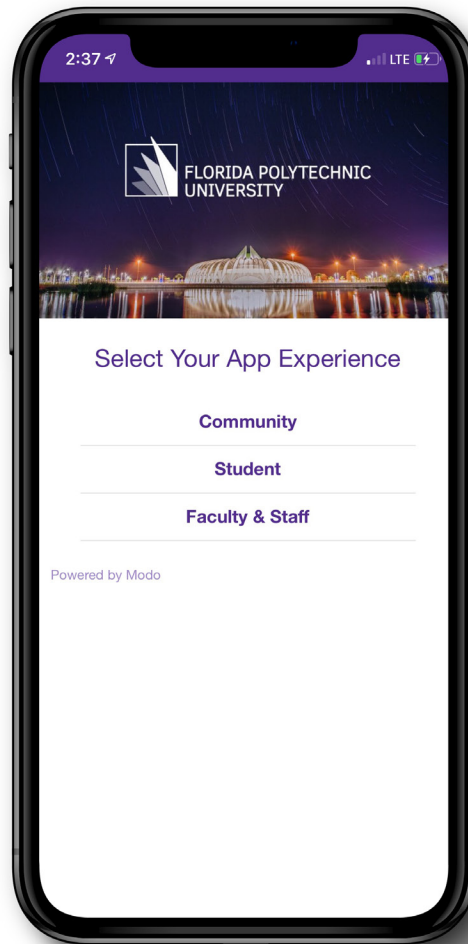 2:37
LTE
FLORIDA POLYTECHNIC
UNIVERSITY
Select Your App Experience
Community
Student
Faculty & Staff
Powered by Modo